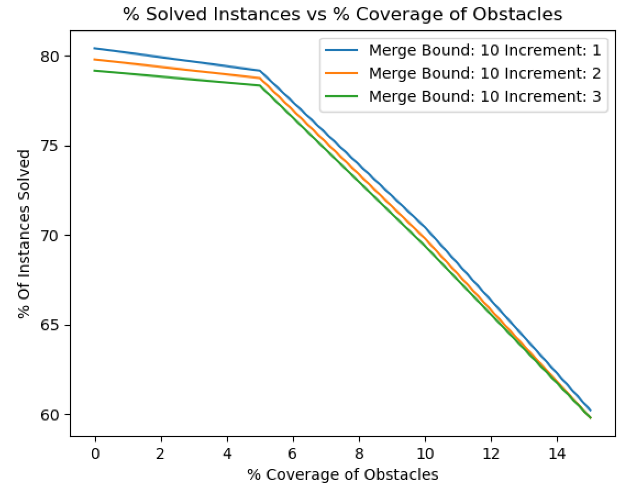 % Solved Instances vs % Coverage of Obstacles
Merge Bound: 10 Increment: 1
Merge Bound: 10 Increment: 2
Merge Bound: 10 Increment: 3
% Of Instances Solved
80
75
70
65
60
0 2 4 6 8 10 12 14
% Coverage of Obstacles